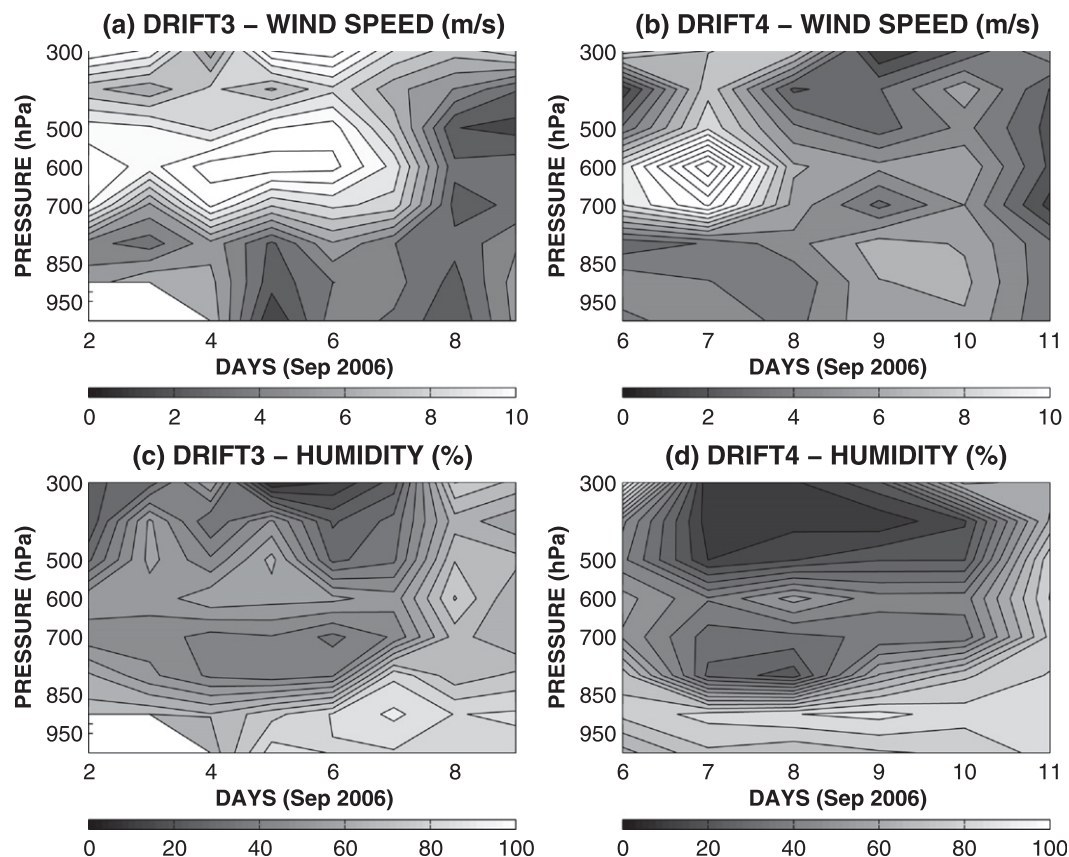 (a) DRIFT3 – WIND SPEED (m/s)
PRESSURE (hPa)
300
500
600
700
850
950
2 4 6 8
DAYS (Sep 2006)
0 2 4 6 8 10
(b) DRIFT4 – WIND SPEED (m/s)
PRESSURE (hPa)
300
500
600
700
850
950
6 7 8 9 10 11
DAYS (Sep 2006)
0 2 4 6 8 10
(c) DRIFT3 – HUMIDITY (%)
PRESSURE (hPa)
300
500
600
700
850
950
2 4 6 8
DAYS (Sep 2006)
0 20 40 60 80 100
(d) DRIFT4 – HUMIDITY (%)
PRESSURE (hPa)
300
500
600
700
850
950
6 7 8 9 10 11
DAYS (Sep 2006)
0 20 40 60 80 100